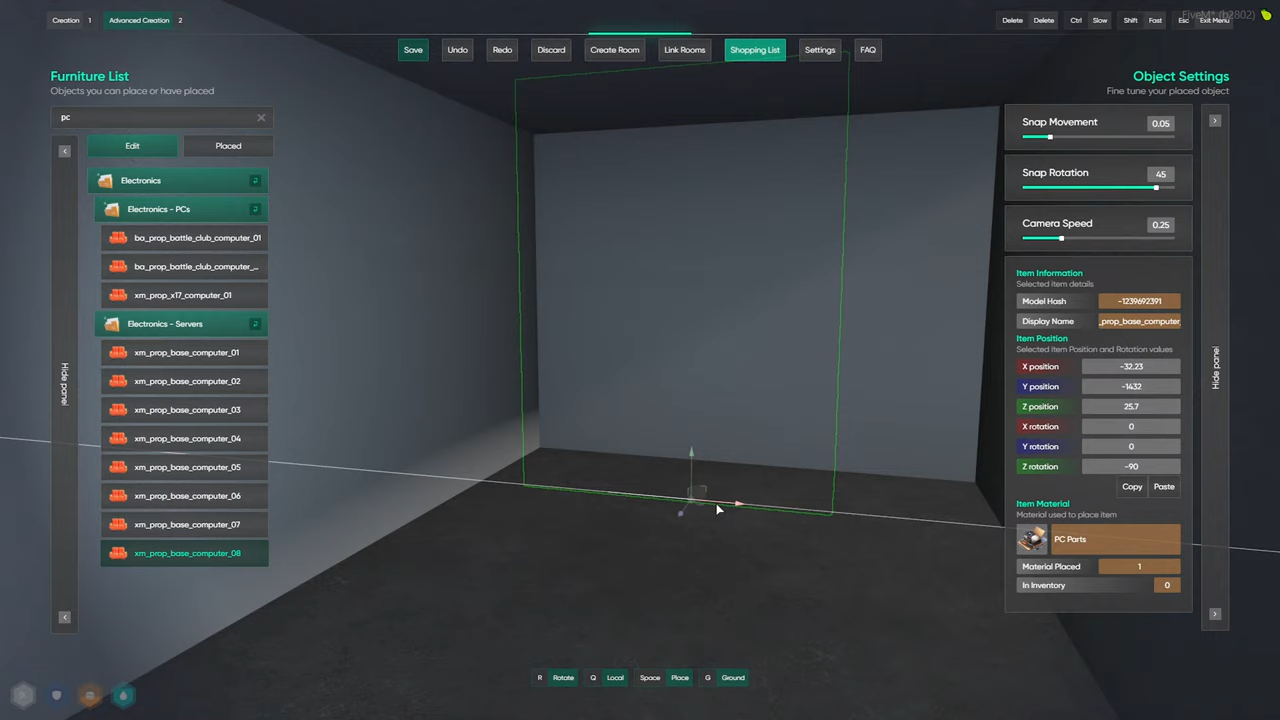 Creation 1 Advanced Creation 2
Delete Delete Ctrl Slow Shift Fast Esc Exit Menu
FiveM* (b2802)
Save Undo Redo Discard Create Room Link Rooms Shopping List Settings FAQ
Furniture List
Objects you can place or have placed
pc
Edit Placed
Electronics
Electronics - PCs
ba_prop_battle_club_computer_01
ba_prop_battle_club_computer_...
xm_prop_x17_computer_01
Electronics - Servers
xm_prop_base_computer_01
xm_prop_base_computer_02
xm_prop_base_computer_03
xm_prop_base_computer_04
xm_prop_base_computer_05
xm_prop_base_computer_06
xm_prop_base_computer_07
xm_prop_base_computer_08
Hide panel
Object Settings
Fine tune your placed object
Snap Movement 0.05
Snap Rotation 45
Camera Speed 0.25
Item Information
Selected item details
Model Hash -1239692391
Display Name _prop_base_computer_
Item Position
Selected item Position and Rotation values
X position -32.23
Y position -1432
Z position 25.7
X rotation 0
Y rotation 0
Z rotation -90
Copy Paste
Item Material
Material used to place item
PC Parts
Material Placed 1
In Inventory 0
Hide panel
R Rotate Q Local Space Place G Ground